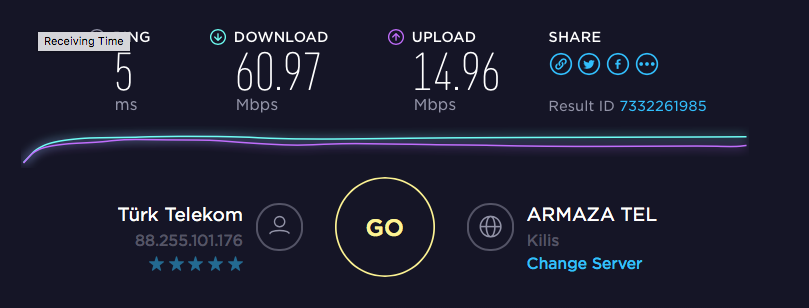 Receiving Time
NG
DOWNLOAD
UPLOAD
SHARE
5
60.97
14.96
ms
Mbps
Mbps
Result ID 7332261985
Türk Telekom
88.255.101.176
GO
ARMAZA TEL
Kilis
Change Server